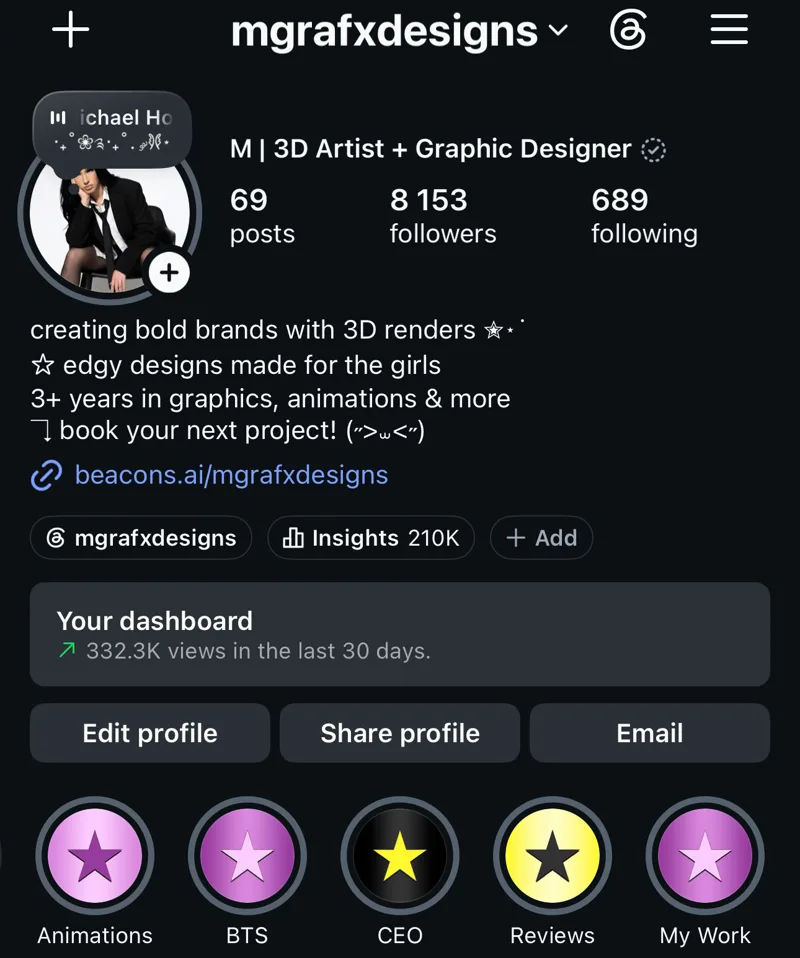 mgrafxdesigns
ichael Ho
‧₊˚❀༉‧₊˚.
M | 3D Artist + Graphic Designer
69 8 153 689
posts followers following
creating bold brands with 3D renders ✭⋆˙
☆ edgy designs made for the girls
3+ years in graphics, animations & more
⤵ book your next project! (˶>⩊<˶)
beacons.ai/mgrafxdesigns
mgrafxdesigns Insights 210K + Add
Your dashboard
↗ 332.3K views in the last 30 days.
Edit profile Share profile Email
Animations BTS CEO Reviews My Work